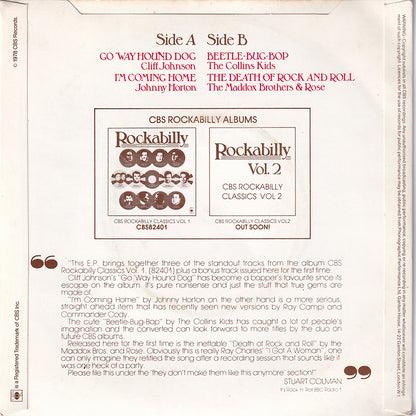 ℗ 1978 CBS Records.
Side A
GO 'WAY HOUND DOG
Cliff Johnson
I'M COMING HOME
Johnny Horton
Side B
BEETLE-BUG-BOP
The Collins Kids
THE DEATH OF ROCK AND ROLL
The Maddox Brothers & Rose
CBS ROCKABILLY ALBUMS
Rockabilly
CBS ROCKABILLY CLASSICS VOL 1
CBS82401
Rockabilly
Vol. 2
CBS ROCKABILLY
CLASSICS VOL 2
CBS ROCKABILLY CLASSICS VOL2
OUT SOON!
"This E.P. brings together three of the standout tracks from the album CBS
Rockabilly Classics Vol. 1. (82401) plus a bonus track issued here for the first time.
Cliff Johnson's 'Go 'Way Hound Dog' has become a bopper's favourite since its
escape on the album. It's pure nonsense and just the stuff that true gems are
made of.
"I'm Coming Home" by Johnny Horton on the other hand is a more serious,
straight ahead item that has recently seen new versions by Ray Camp and
Commander Cody.
The cute "Beetle-Bug-Bop" by The Collins Kids has caught a lot of people's
imagination and the converted can look forward to more titles by the duo on
future CBS albums.
Released here for the first time is the ineffable "Death of Rock and Roll" by the
Maddox Bros. and Rose. Obviously this is really Ray Charles' "I Got A Woman", one
can only imagine they retitled the song after a recording session that sounds like it
was one heck of a party.
Please file this under the "they don't make them like this anymore" section!"
STUART COLMAN
It's Rock 'n' Roll BBC Radio 1
is a Registered Trademark of CBS Inc